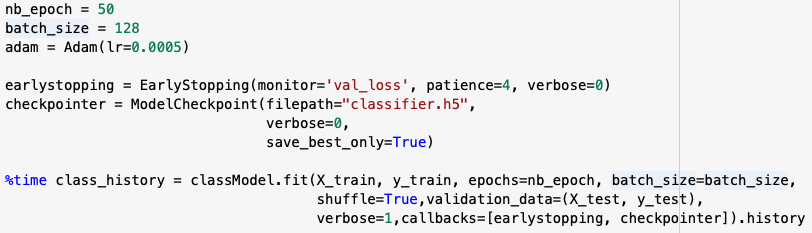 nb_epoch = 50
batch_size = 128
adam = Adam(lr=0.0005)
earlystopping = EarlyStopping(monitor='val_loss', patience=4, verbose=0)
checkpointer = ModelCheckpoint(filepath="classifier.h5",
verbose=0,
save_best_only=True)
%time class_history = classModel.fit(X_train, y_train, epochs=nb_epoch, batch_size=batch_size,
shuffle=True,validation_data=(X_test, y_test),
verbose=1,callbacks=[earlystopping, checkpointer]).history